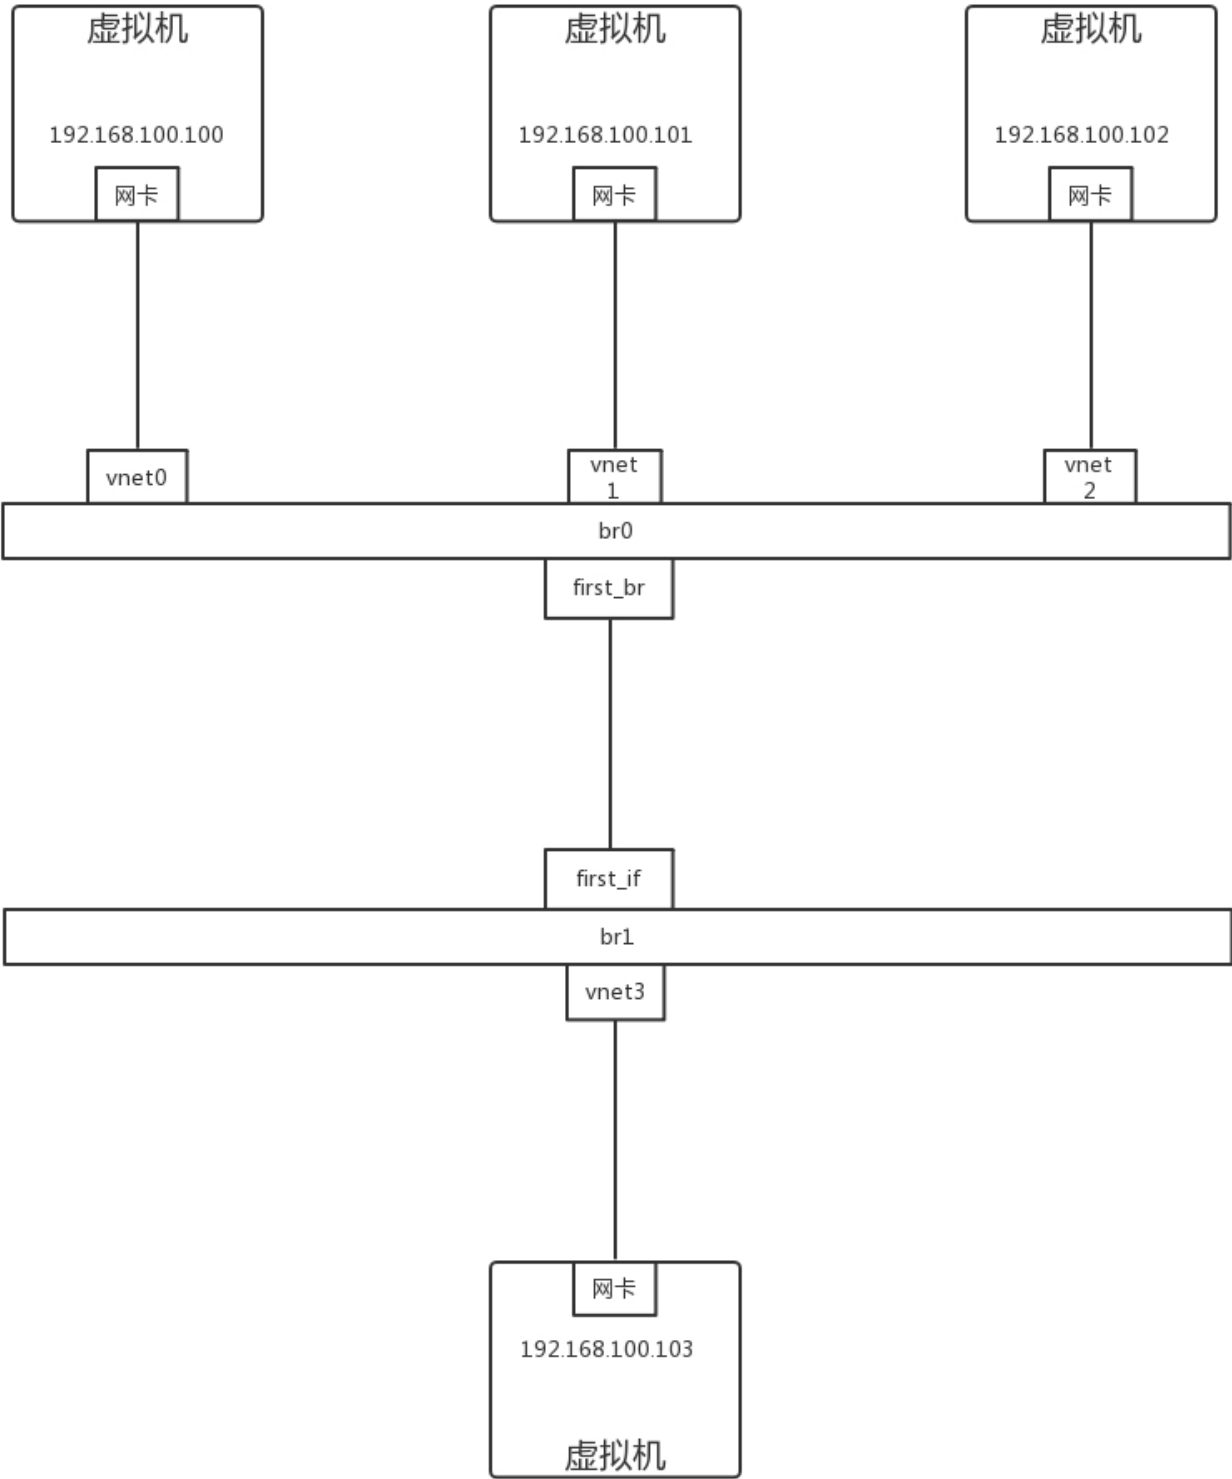 虚拟机
虚拟机
虚拟机
192.168.100.100
192.168.100.101
192.168.100.102
网卡
网卡
网卡
vnet0
vnet
1
vnet
2
br0
first_br
first_if
br1
vnet3
网卡
192.168.100.103
虚拟机